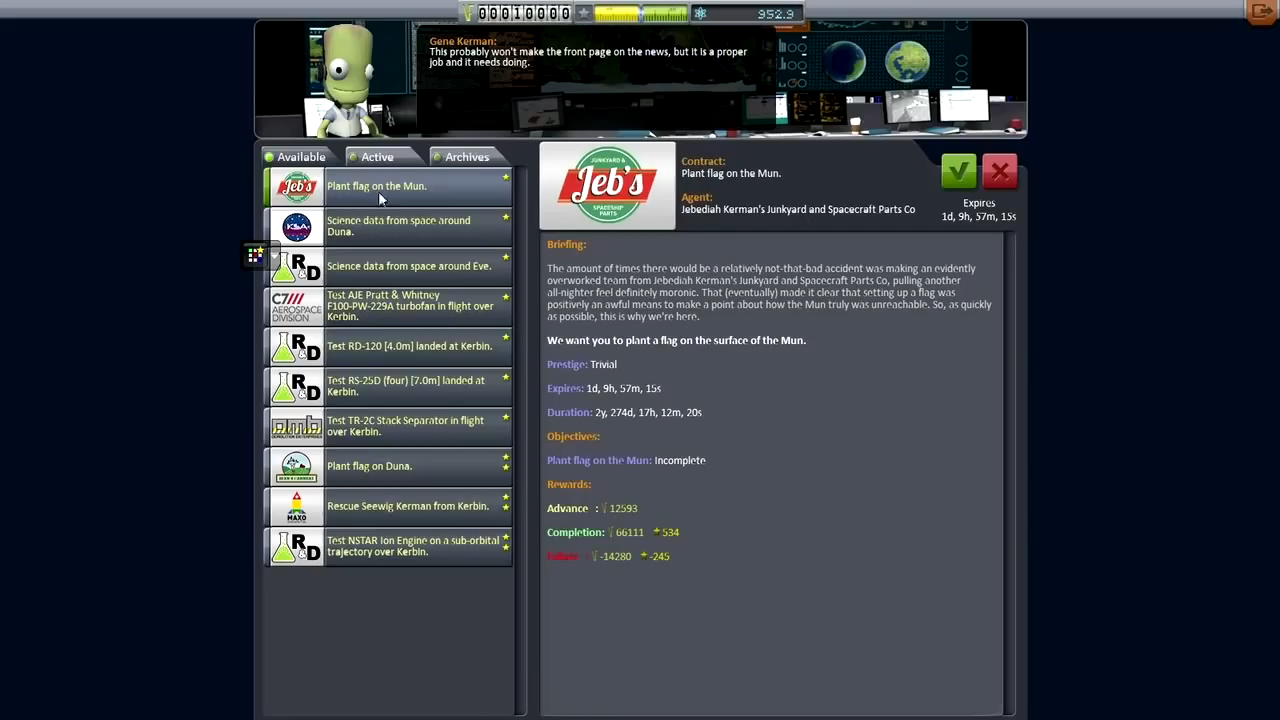 00010000
952.9
Gene Kerman:
This probably won't make the front page on the news, but it is a proper
job and it needs doing.
Available
Active
Archives
Plant flag on the Mun.
Science data from space around
Duna.
Science data from space around Eve.
Test AJE Pratt & Whitney
F100-PW-229A turbofan in flight over
Kerbin.
Test RD-120 [4.0m] landed at Kerbin.
Test RS-25D (four) [7.0m] landed at
Kerbin.
Test TR-2C Stack Separator in flight
over Kerbin.
Plant flag on Duna.
Rescue Seewig Kerman from Kerbin.
Test NSTAR Ion Engine on a sub-orbital
trajectory over Kerbin.
Jeb's
KSA
R&D
C7///
AEROSPACE
DIVISION
R&D
R&D
MAXO
R&D
JUNKYARD &
Jeb's
SPACESHIP
PARTS
Contract:
Plant flag on the Mun.
Agent:
Jebediah Kerman's Junkyard and Spacecraft Parts Co
Expires
1d, 9h, 57m, 15s
Briefing:
The amount of times there would be a relatively not-that-bad accident was making an evidently
overworked team from Jebediah Kerman's Junkyard and Spacecraft Parts Co, pulling another
all-nighter feel definitely moronic. That (eventually) made it clear that setting up a flag was
positively an awful means to make a point about how the Mun truly was unreachable. So, as quickly
as possible, this is why we're here.
We want you to plant a flag on the surface of the Mun.
Prestige: Trivial
Expires: 1d, 9h, 57m, 15s
Duration: 2y, 274d, 17h, 12m, 20s
Objectives:
Plant flag on the Mun: Incomplete
Rewards:
Advance : 12593
Completion: 66111 +534
Failure : -14280 -245